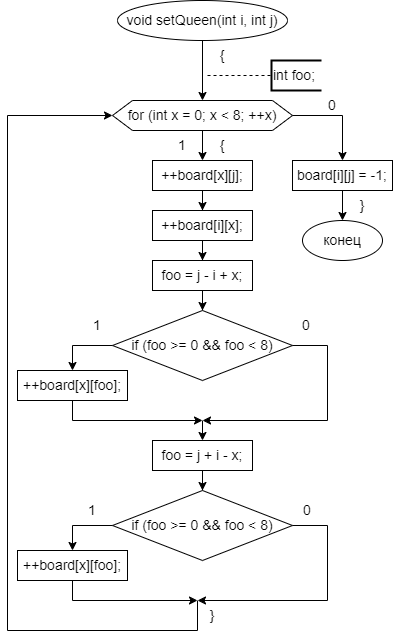 void setQueen(int i, int j)
{
int foo;
for (int x = 0; x < 8; ++x)
0
1 {
++board[x][j];
board[i][j] = -1;
++board[i][x];
}
конец
foo = j - i + x;
1
0
if (foo >= 0 && foo < 8)
++board[x][foo];
foo = j + i - x;
1
0
if (foo >= 0 && foo < 8)
++board[x][foo];
}